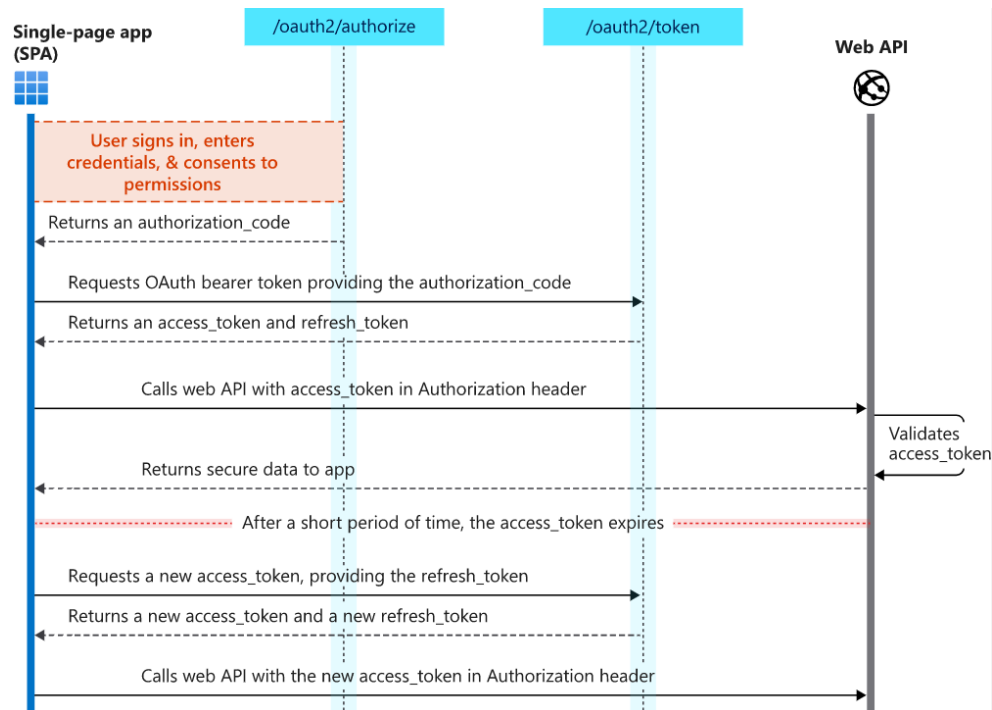 Single-page app
(SPA)
/oauth2/authorize
/oauth2/token
Web API
User signs in, enters
credentials, & consents to
permissions
Returns an authorization_code
Requests OAuth bearer token providing the authorization_code
Returns an access_token and refresh_token
Calls web API with access_token in Authorization header
Validates
access_token
Returns secure data to app
After a short period of time, the access_token expires
Requests a new access_token, providing the refresh_token
Returns a new access_token and a new refresh_token
Calls web API with the new access_token in Authorization header